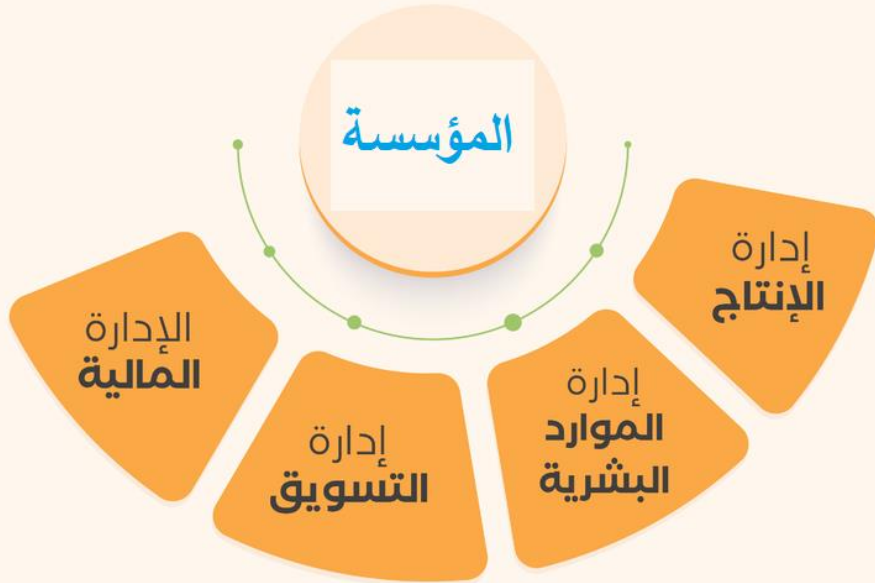 المؤسسة
إدارة
الإنتاج
إدارة
الموارد
البشرية
إدارة
التسويق
الإدارة
المالية